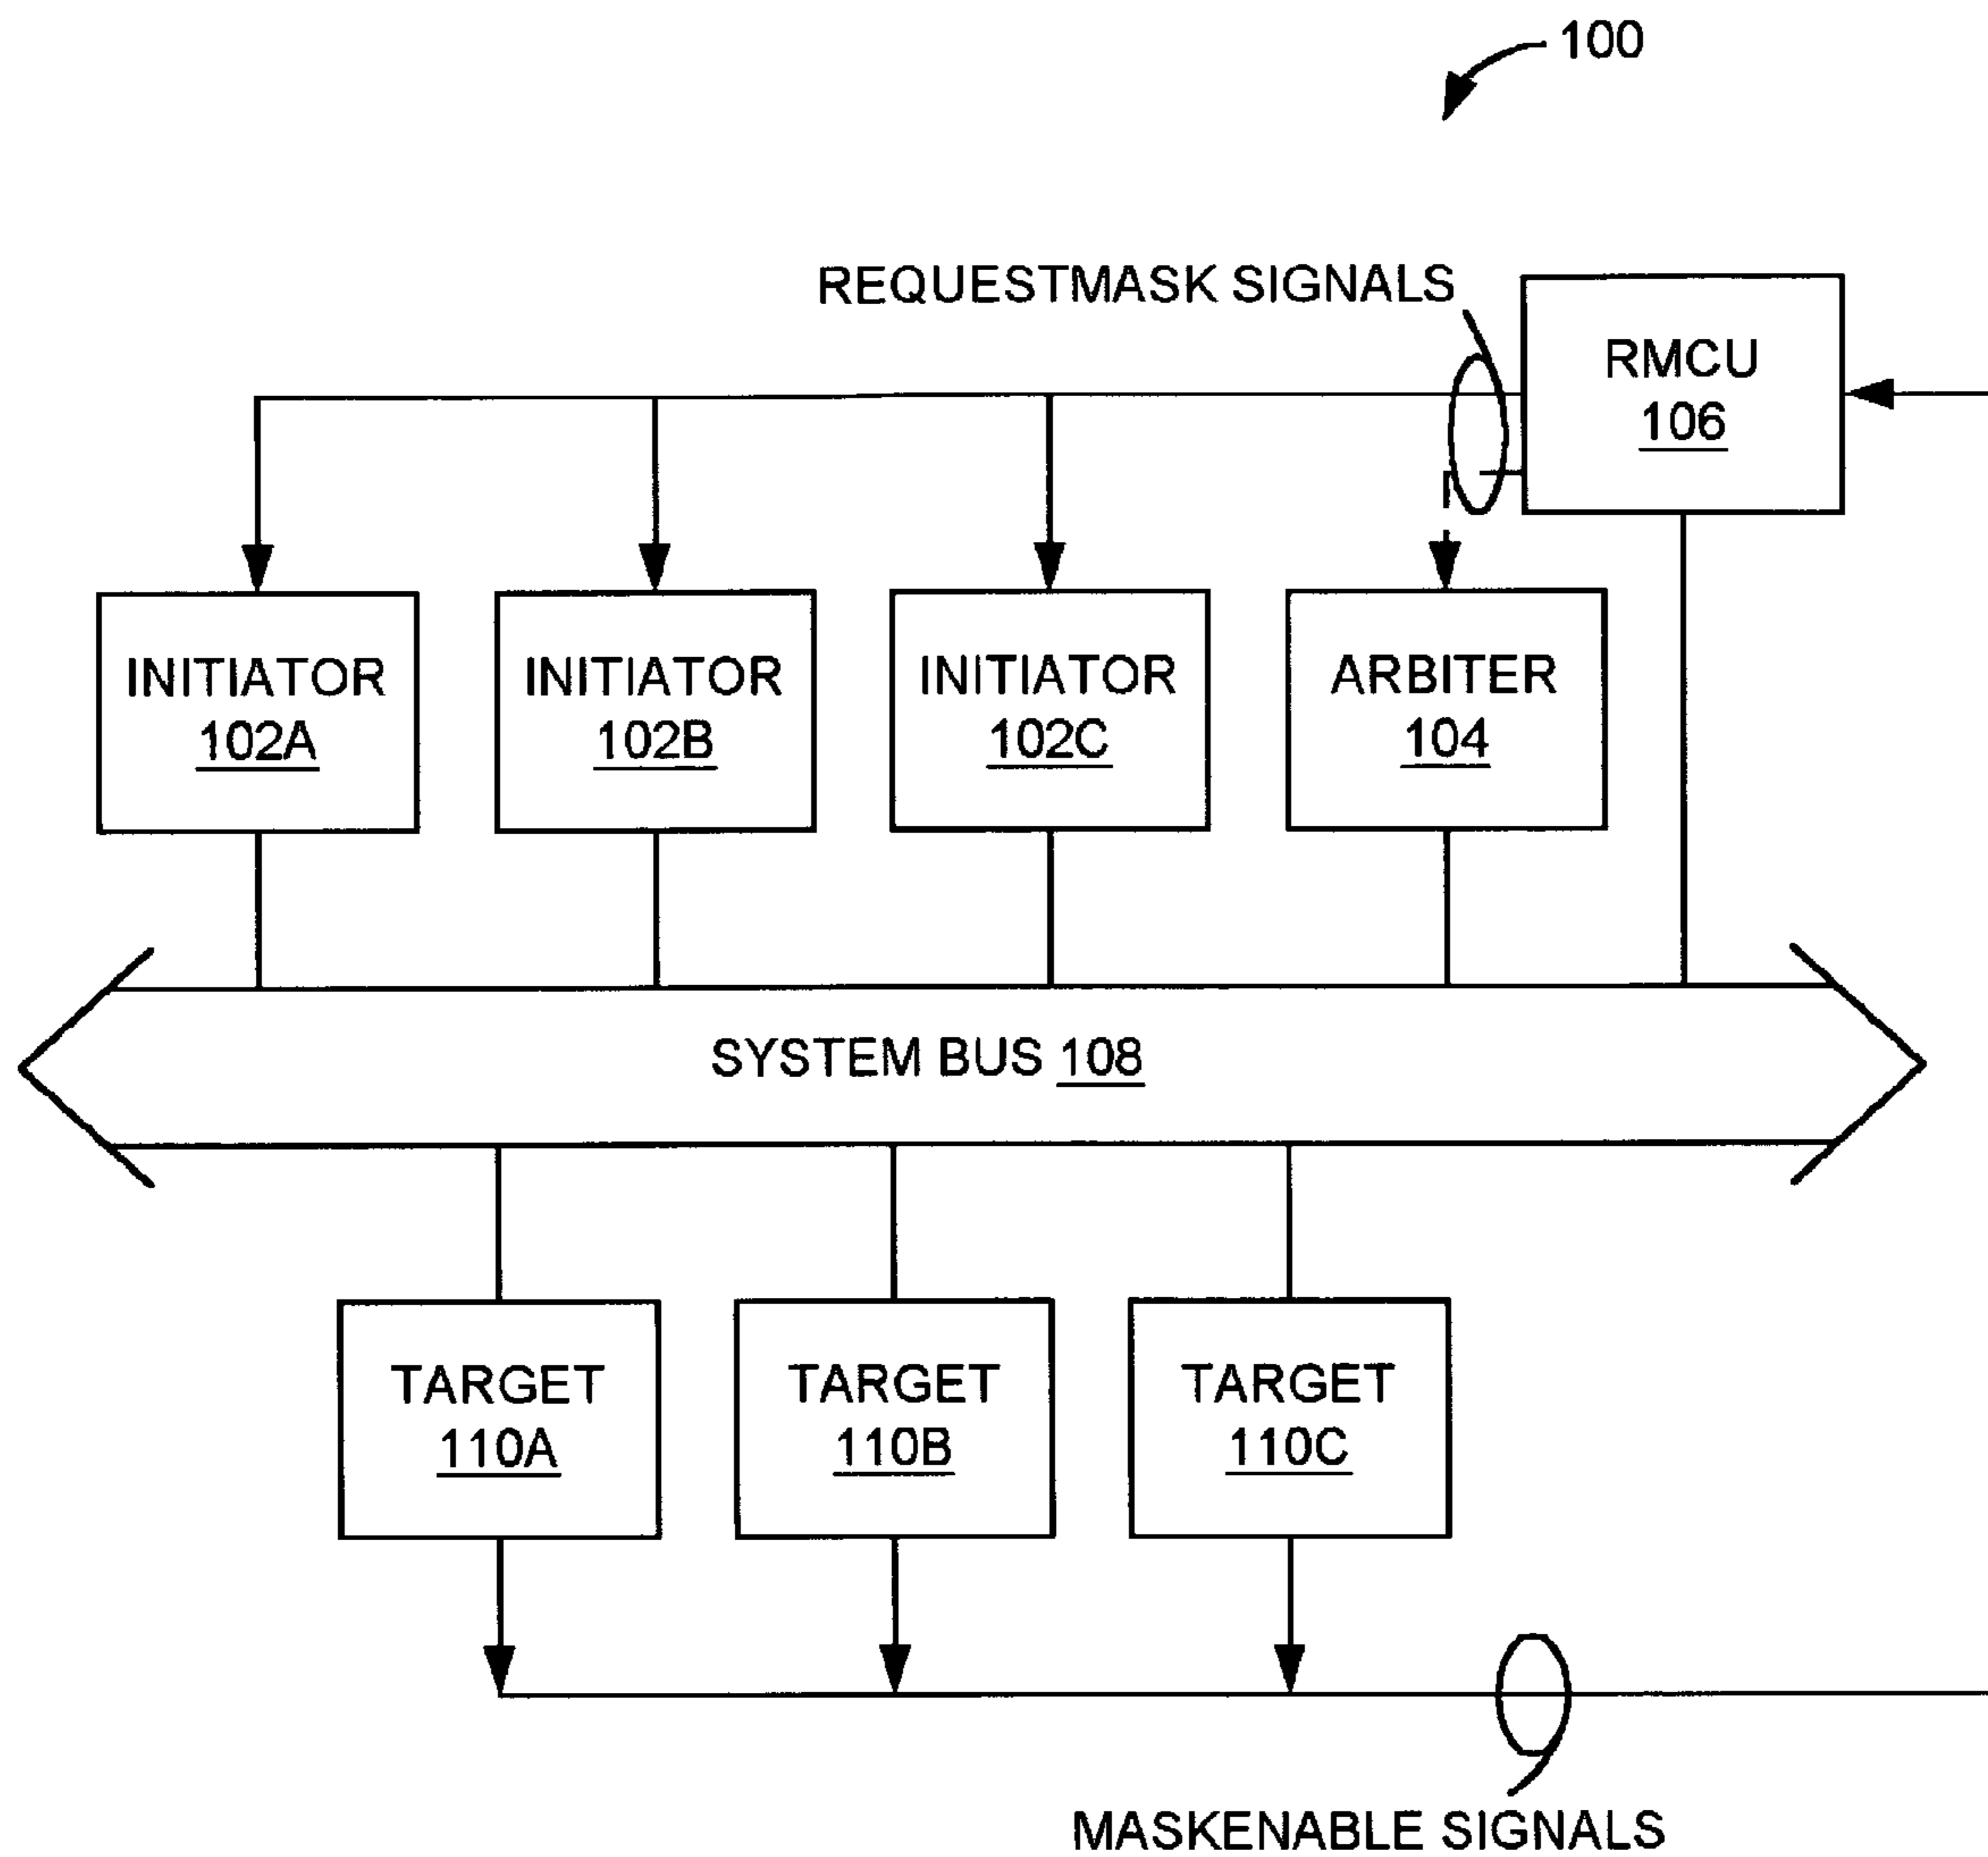 100
REQUESTMASK SIGNALS
RMCU
106
INITIATOR
102A
INITIATOR
102B
INITIATOR
102C
ARBITER
104
SYSTEM BUS 108
TARGET
110A
TARGET
110B
TARGET
110C
MASKENABLE SIGNALS